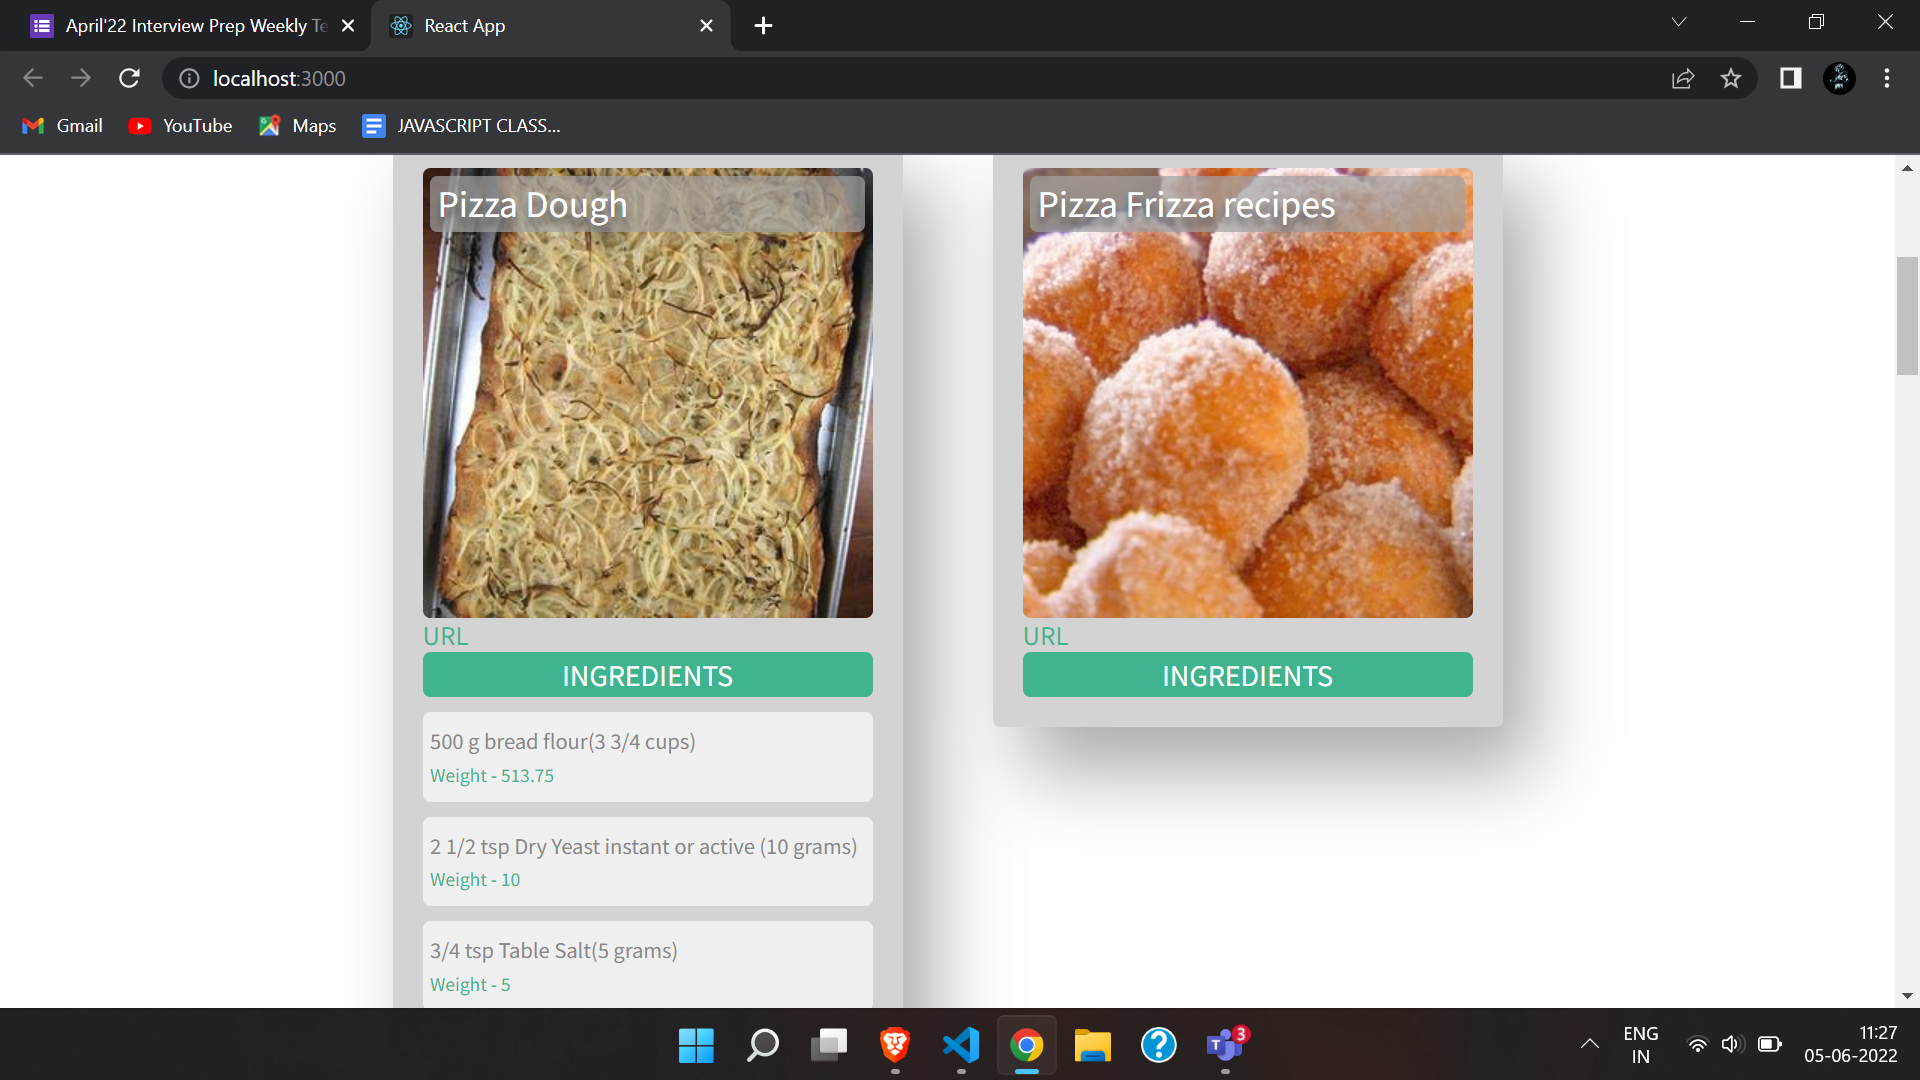 April'22 Interview Prep Weekly Te
React App
localhost:3000
Gmail
YouTube
Maps
JAVASCRIPT CLASS...
Pizza Dough
URL
INGREDIENTS
500 g bread flour(3 3/4 cups)
Weight - 513.75
2 1/2 tsp Dry Yeast instant or active (10 grams)
Weight - 10
3/4 tsp Table Salt(5 grams)
Weight - 5
Pizza Frizza recipes
URL
INGREDIENTS
3
ENG
IN
11:27
05-06-2022